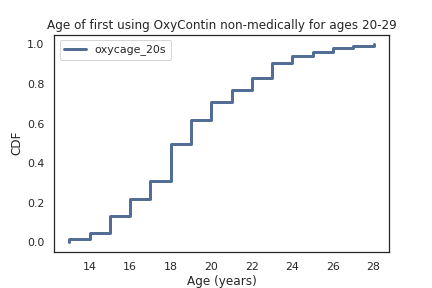 Age of first using OxyContin non-medically for ages 20-29
oxycage_20s
CDF
1.0
0.8
0.6
0.4
0.2
0.0
14 16 18 20 22 24 26 28
Age (years)